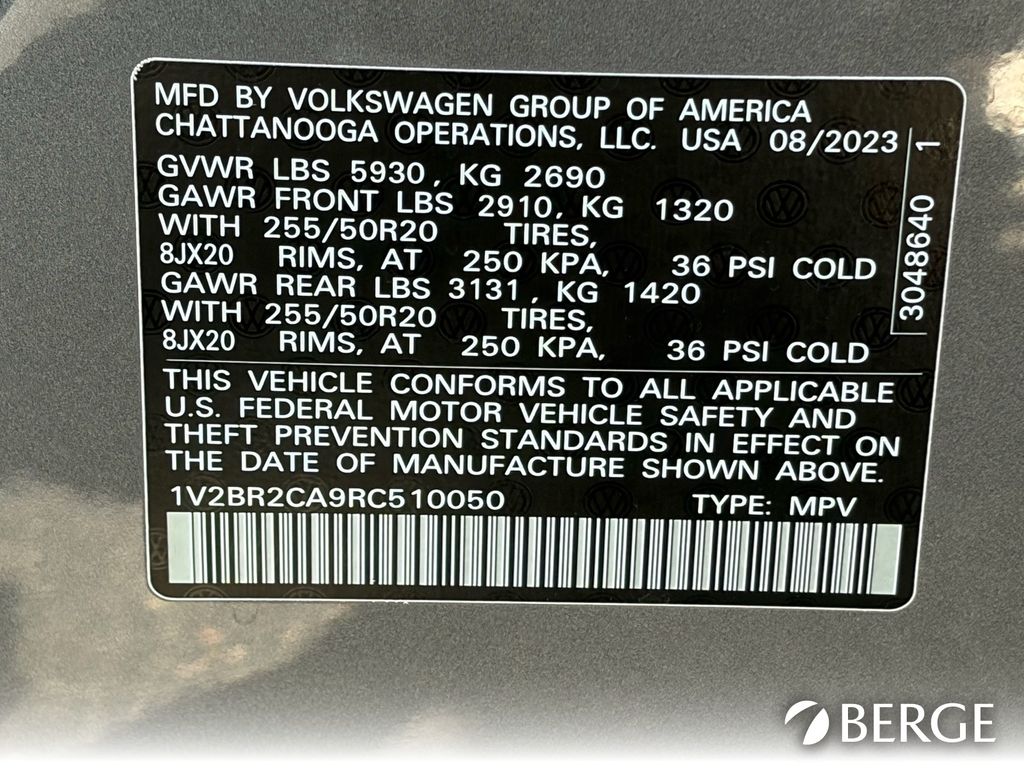 MFD BY VOLKSWAGEN GROUP OF AMERICA
CHATTANOOGA OPERATIONS, LLC. USA 08/2023
GVWR LBS 5930, KG 2690
GAWR FRONT LBS 2910, KG 1320
WITH 255/50R20 TIRES,
8JX20 RIMS, AT 250 KPA, 36 PSI COLD
GAWR REAR LBS 3131, KG 1420
WITH 255/50R20 TIRES,
8JX20 RIMS, AT 250 KPA, 36 PSI COLD
3048640 1
THIS VEHICLE CONFORMS TO ALL APPLICABLE
U.S. FEDERAL MOTOR VEHICLE SAFETY AND
THEFT PREVENTION STANDARDS IN EFFECT ON
THE DATE OF MANUFACTURE SHOWN ABOVE.
1V2BR2CA9RC510050 TYPE: MPV
BERGE